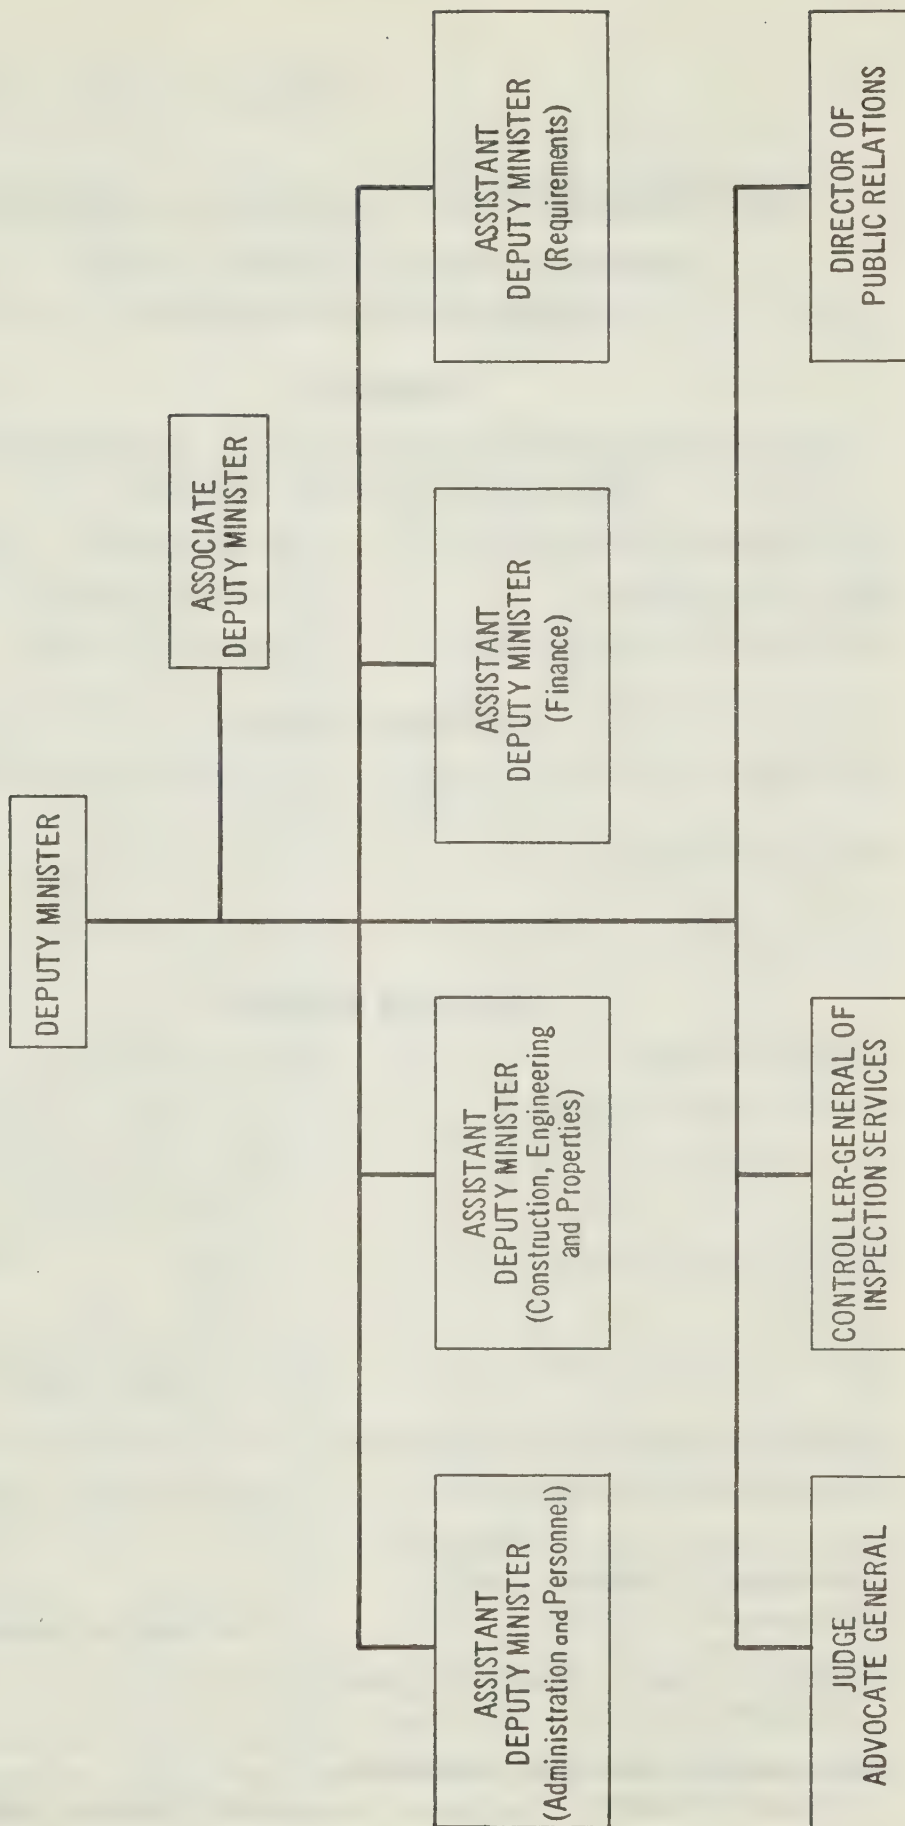 DEPUTY MINISTER
ASSOCIATE
DEPUTY MINISTER
ASSISTANT
DEPUTY MINISTER
(Administration and Personnel)
ASSISTANT
DEPUTY MINISTER
(Construction, Engineering
and Properties)
ASSISTANT
DEPUTY MINISTER
(Finance)
ASSISTANT
DEPUTY MINISTER
(Requirements)
JUDGE
ADVOCATE GENERAL
CONTROLLER-GENERAL OF
INSPECTION SERVICES
DIRECTOR OF
PUBLIC RELATIONS